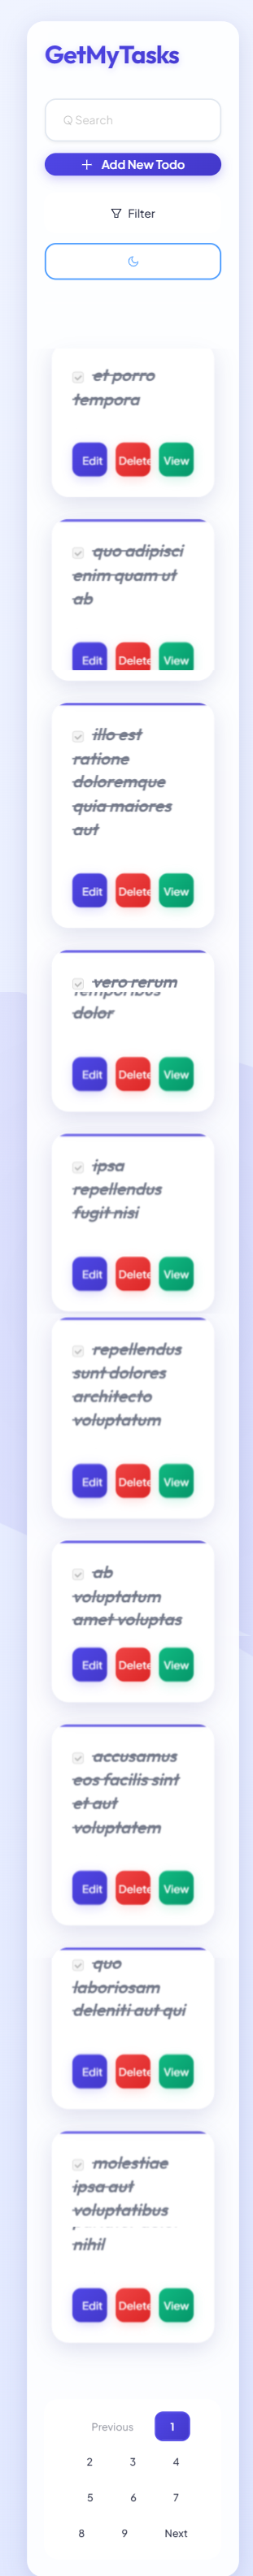 GetMyTasks
Search
+ Add New Todo
Filter
et porro
tempora
Edit Delete View
quo adipisci
enim quam ut
ab
Edit Delete View
illo est
ratione
doloremque
quia maiores
aut
Edit Delete View
vero rerum
temporibus
dolor
Edit Delete View
ipsa
repellendus
fugit nisi
Edit Delete View
repellendus
sunt dolores
architecto
voluptatum
Edit Delete View
ab
voluptatum
amet voluptas
Edit Delete View
accusamus
eos facilis sint
et aut
voluptatem
Edit Delete View
quo
laboriosam
deleniti aut qui
Edit Delete View
molestiae
ipsa aut
voluptatibus
nihil
Edit Delete View
Previous 1
2 3 4
5 6 7
8 9 Next